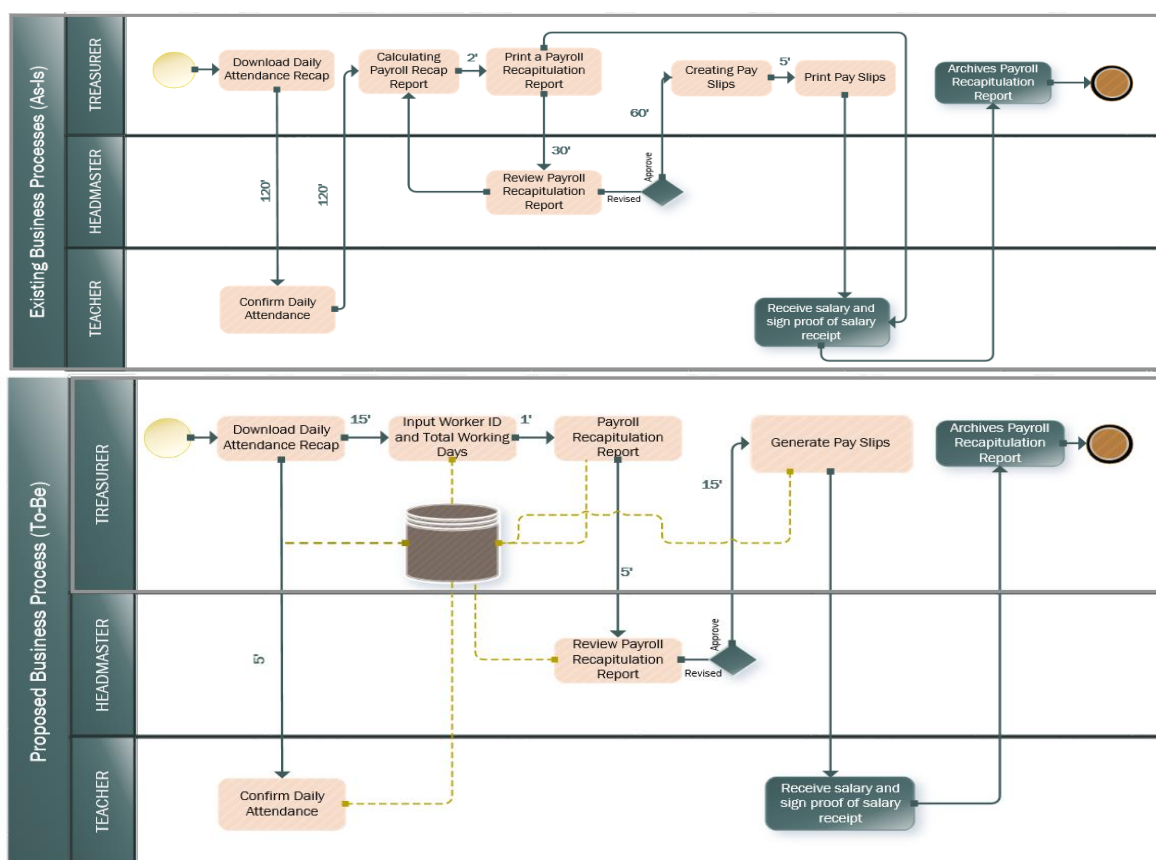 Existing Business Processes (As-Is)
TREASURER
Download Daily
Attendance Recap
Calculating
Payroll Recap
Report
2'
Print a Payroll
Recapitulation
Report
Creating Pay
Slips
5'
Print Pay Slips
Archives Payroll
Recapitulation
Report
60'
HEADMASTER
120'
120'
30'
Review Payroll
Recapitulation
Report
Revised
Approve
TEACHER
Confirm Daily
Attendance
Receive salary and
sign proof of salary
receipt
Proposed Business Process (To-Be)
TREASURER
Download Daily
Attendance Recap
15'
Input Worker ID
and Total Working
Days
1'
Payroll
Recapitulation
Report
Generate Pay Slips
Archives Payroll
Recapitulation
Report
15'
5'
HEADMASTER
5'
Review Payroll
Recapitulation
Report
Revised
Approve
TEACHER
Confirm Daily
Attendance
Receive salary and
sign proof of salary
receipt